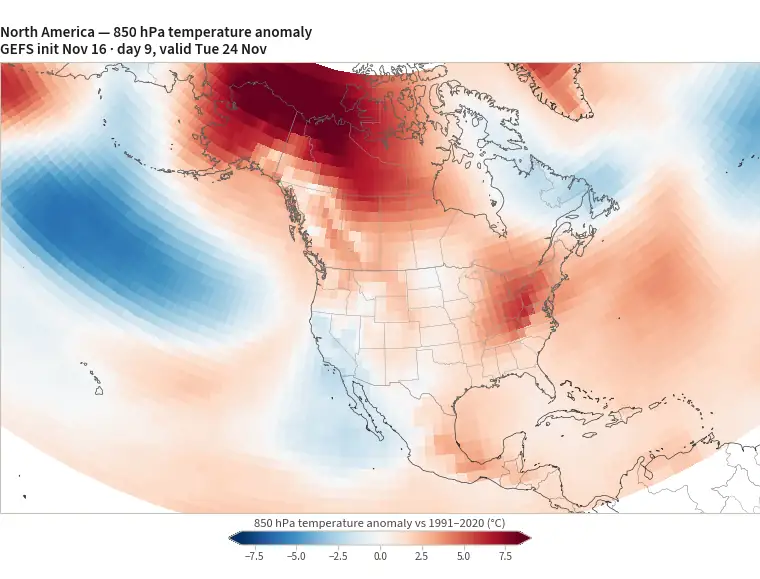 North America — 850 hPa temperature anomaly
GEFS init Nov 16 · day 9, valid Tue 24 Nov
850 hPa temperature anomaly vs 1991–2020 (°C)
−7.5 −5.0 −2.5 0.0 2.5 5.0 7.5